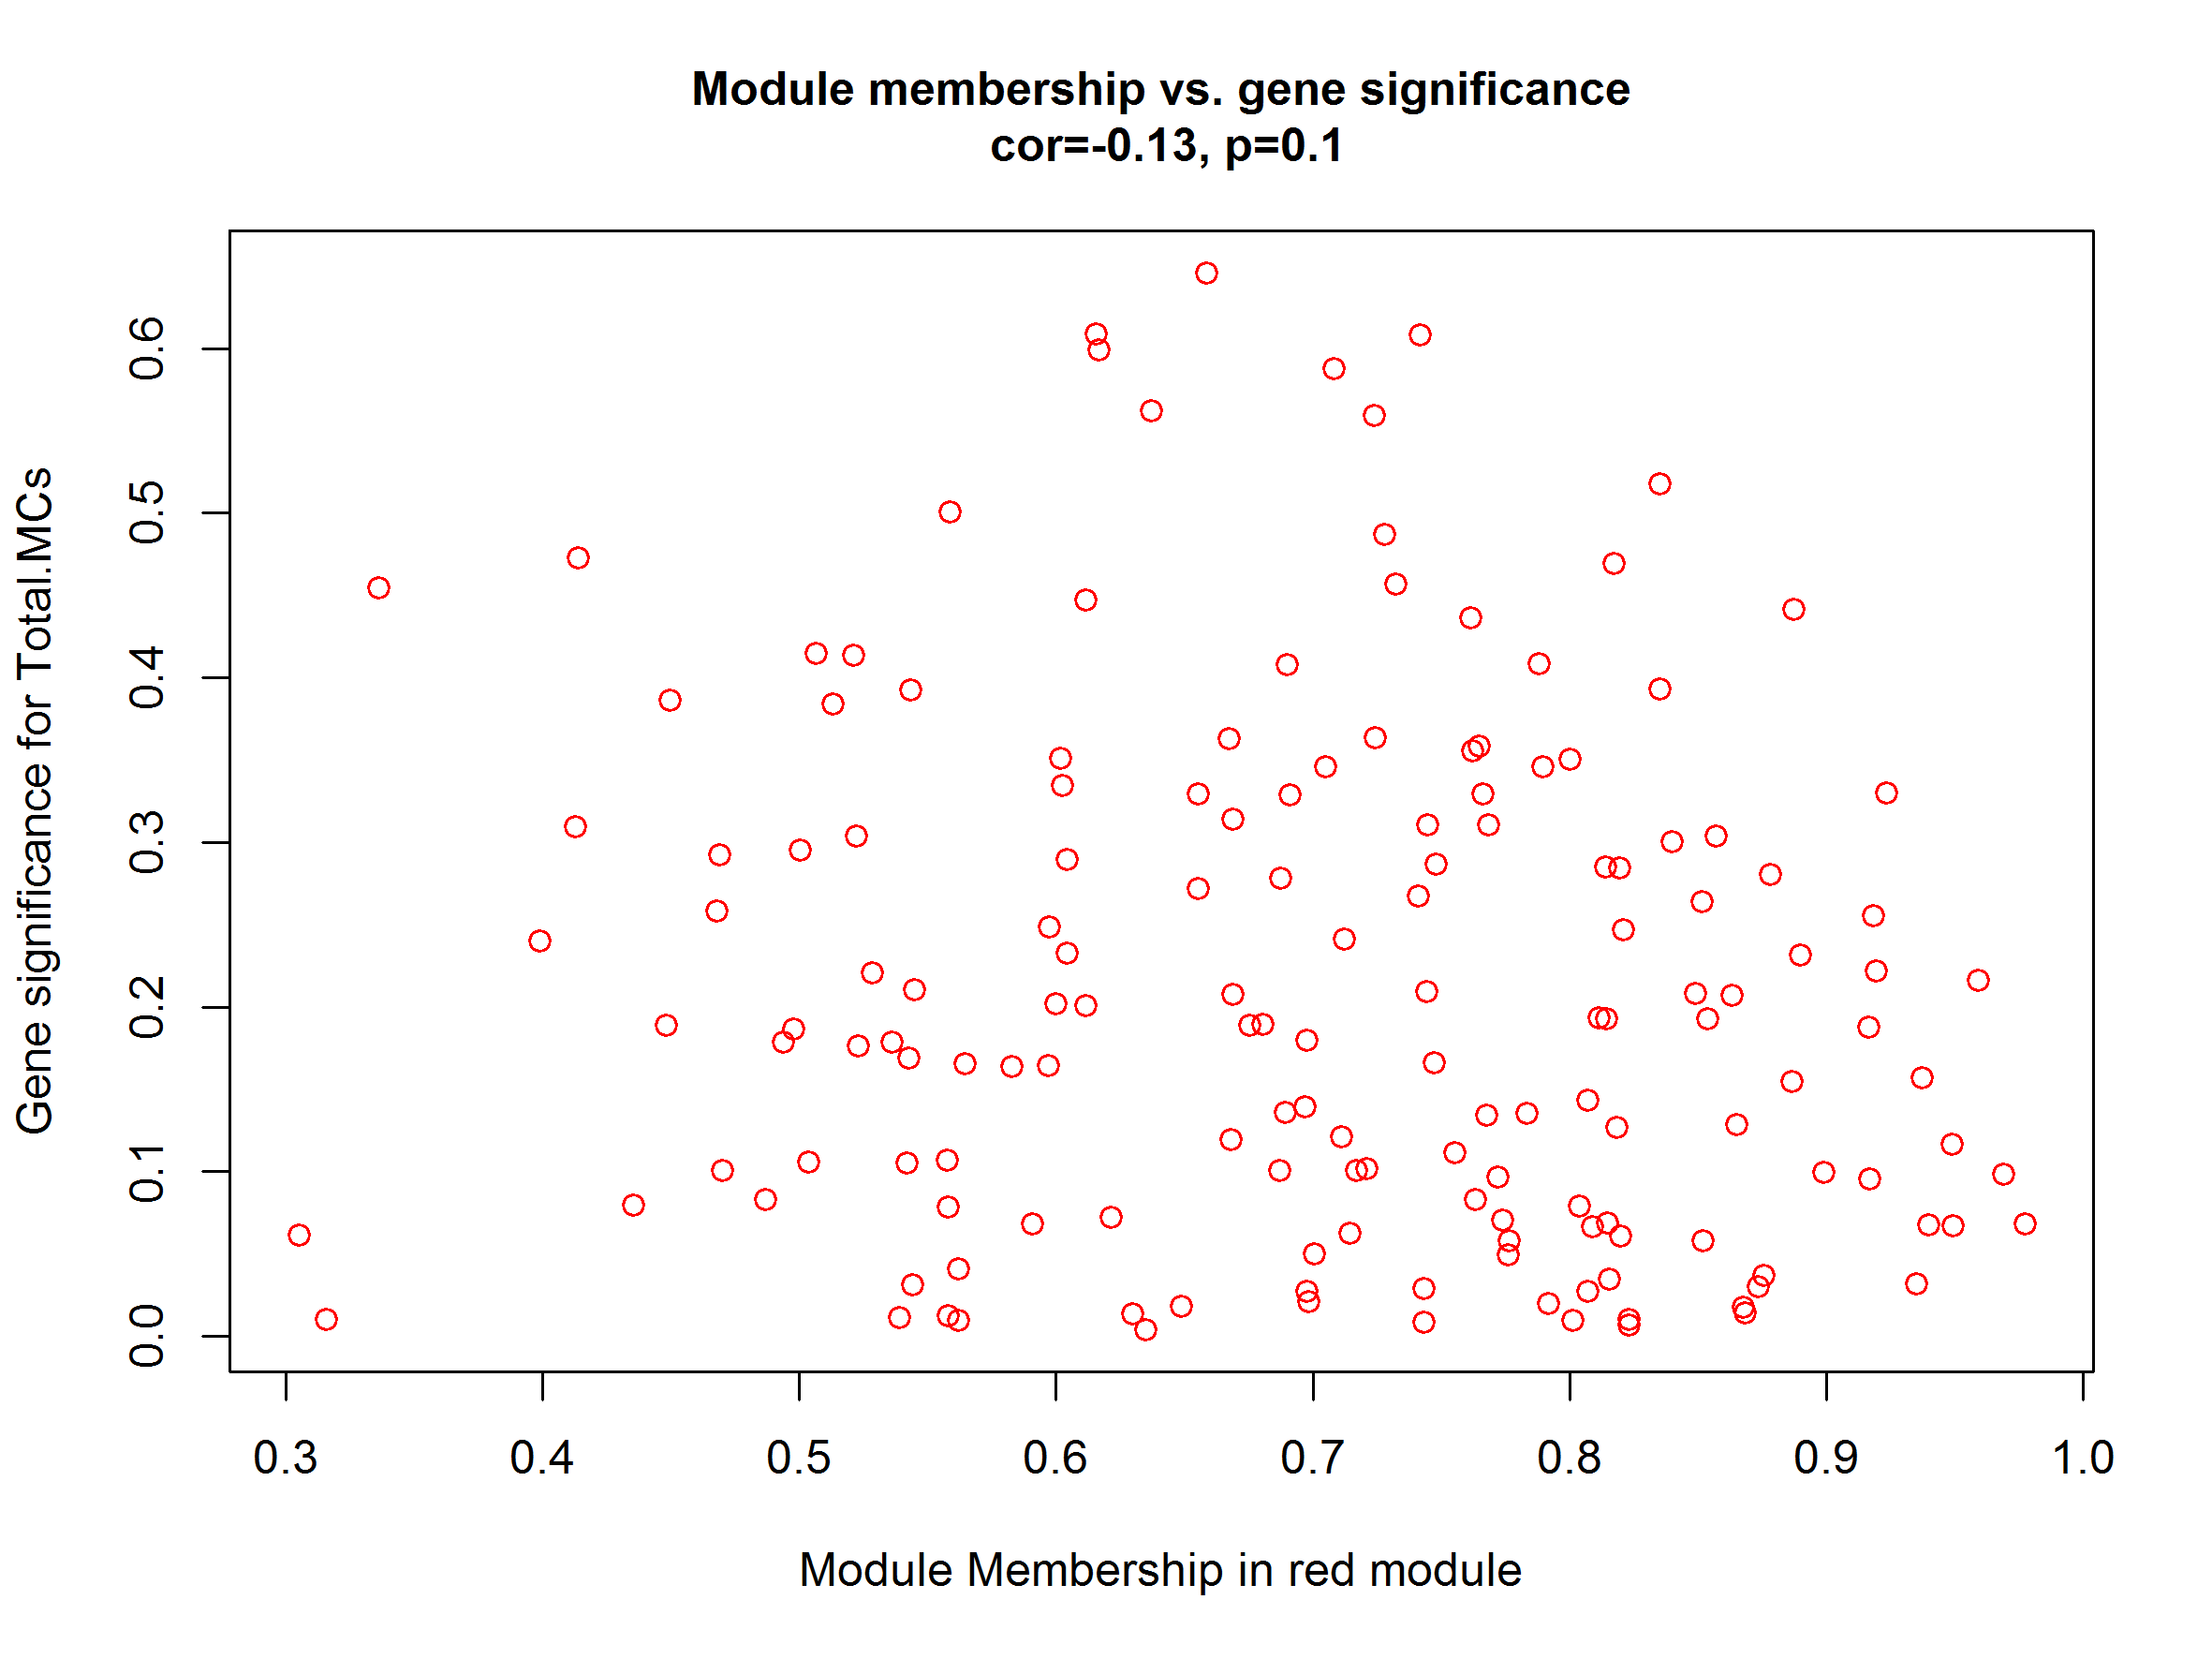 Module membership vs. gene significance
cor=-0.13, p=0.1
Gene significance for Total.MCs
0.6
0.5
0.4
0.3
0.2
0.1
0.0
0.3 0.4 0.5 0.6 0.7 0.8 0.9 1.0
Module Membership in red module